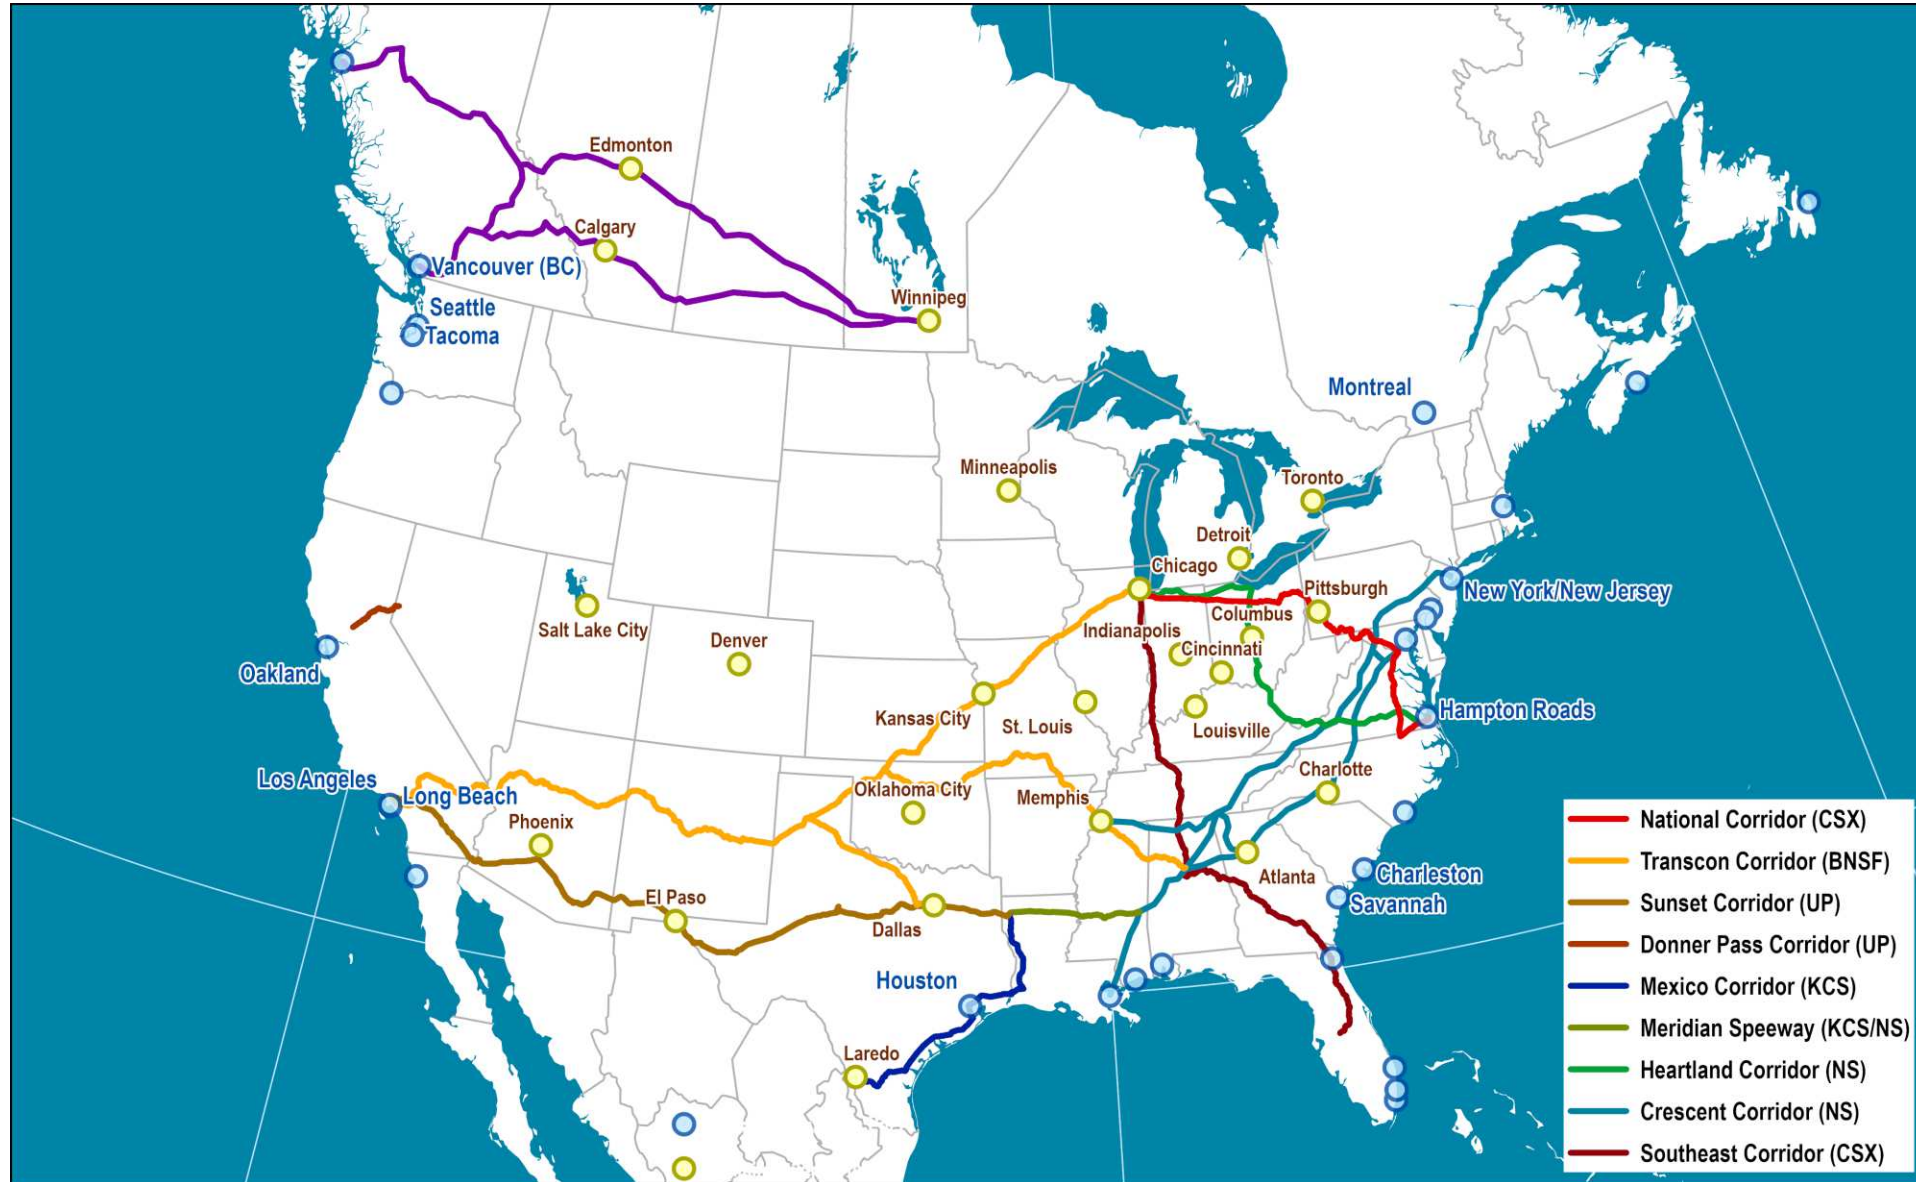 Edmonton
Calgary
Vancouver (BC)
Winnipeg
Seattle
Tacoma
Montreal
Minneapolis
Toronto
Detroit
Chicago
Pittsburgh
New York/New Jersey
Columbus
Indianapolis
Salt Lake City
Denver
Cincinnati
Oakland
Kansas City
St. Louis
Louisville
Hampton Roads
Los Angeles
Long Beach
Oklahoma City
Memphis
Charlotte
Phoenix
El Paso
Dallas
Atlanta
Charleston
Savannah
Houston
Laredo
National Corridor (CSX)
Transcon Corridor (BNSF)
Sunset Corridor (UP)
Donner Pass Corridor (UP)
Mexico Corridor (KCS)
Meridian Speeway (KCS/NS)
Heartland Corridor (NS)
Crescent Corridor (NS)
Southeast Corridor (CSX)